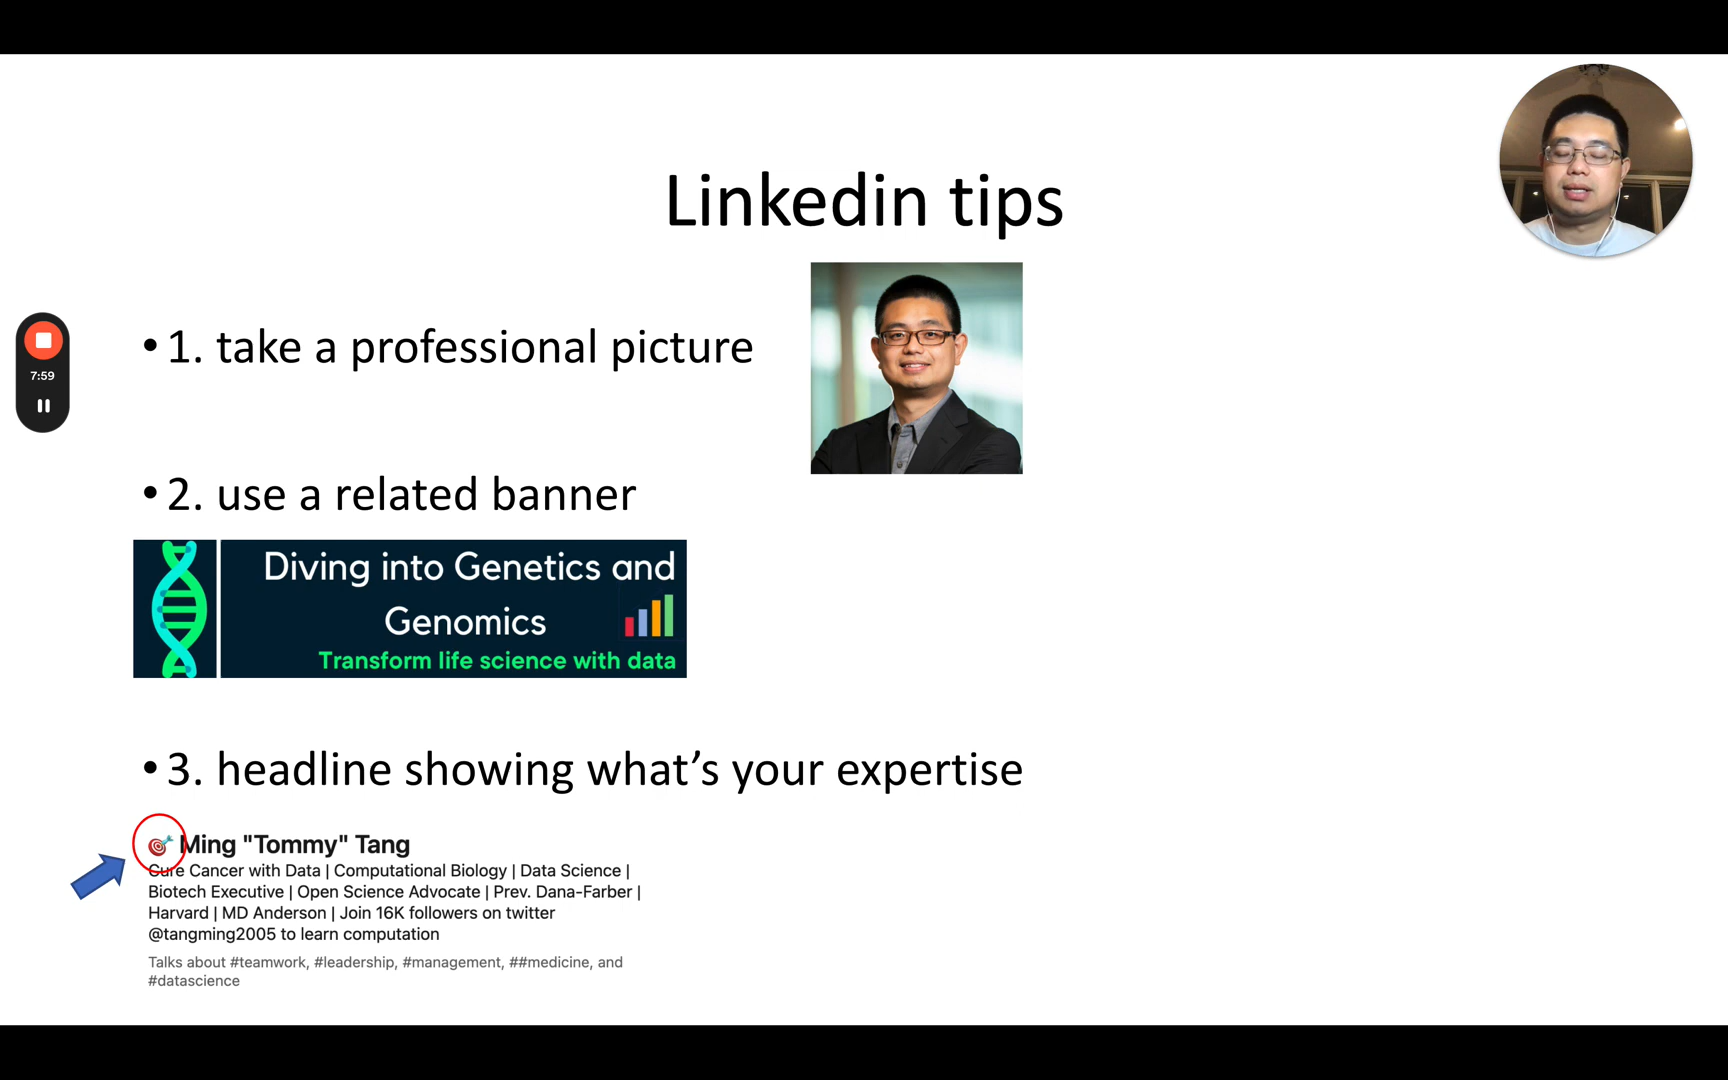 Linkedin tips
• 1. take a professional picture
7:59
• 2. use a related banner
Diving into Genetics and
Genomics
Transform life science with data
• 3. headline showing what’s your expertise
🎯 Ming "Tommy" Tang
Cure Cancer with Data | Computational Biology | Data Science |
Biotech Executive | Open Science Advocate | Prev. Dana-Farber |
Harvard | MD Anderson | Join 16K followers on twitter
@tangming2005 to learn computation
Talks about #teamwork, #leadership, #management, ##medicine, and
#datascience